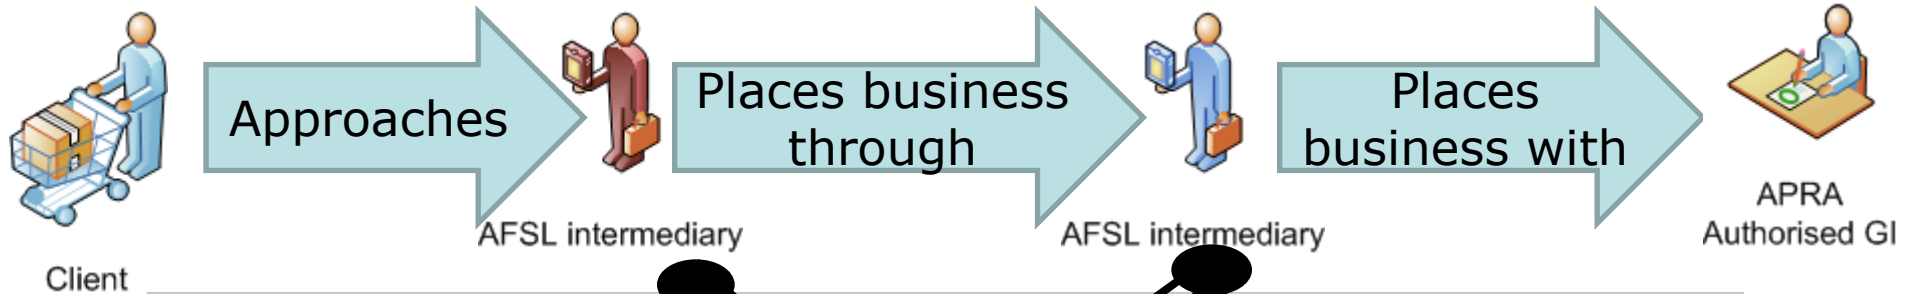 Approaches
Places business
through
Places
business with
AFSL intermediary
AFSL intermediary
APRA
Authorised GI
Client